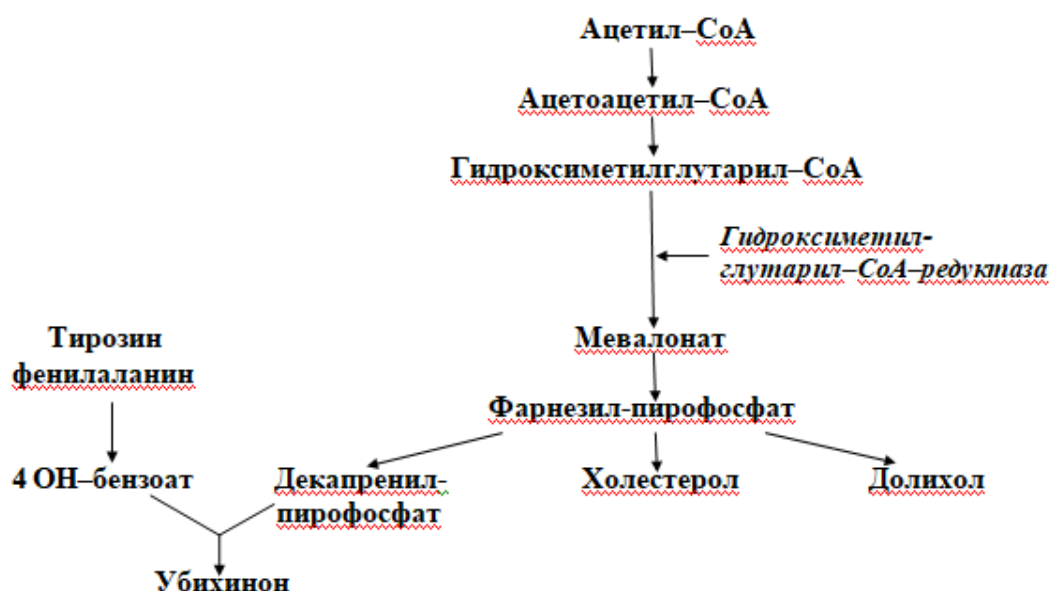 Ацетил–CoA
Ацетоацетил–CoA
Гидроксиметилглутарил–CoA
Гидроксиметил-
глутарил–CoA–редуктаза
Тирозин
фенилаланин
Мевалонат
Фарнезил-пирофосфат
4 ОН–бензоат
Декапренил-
пирофосфат
Холестерол
Долихол
Убихинон